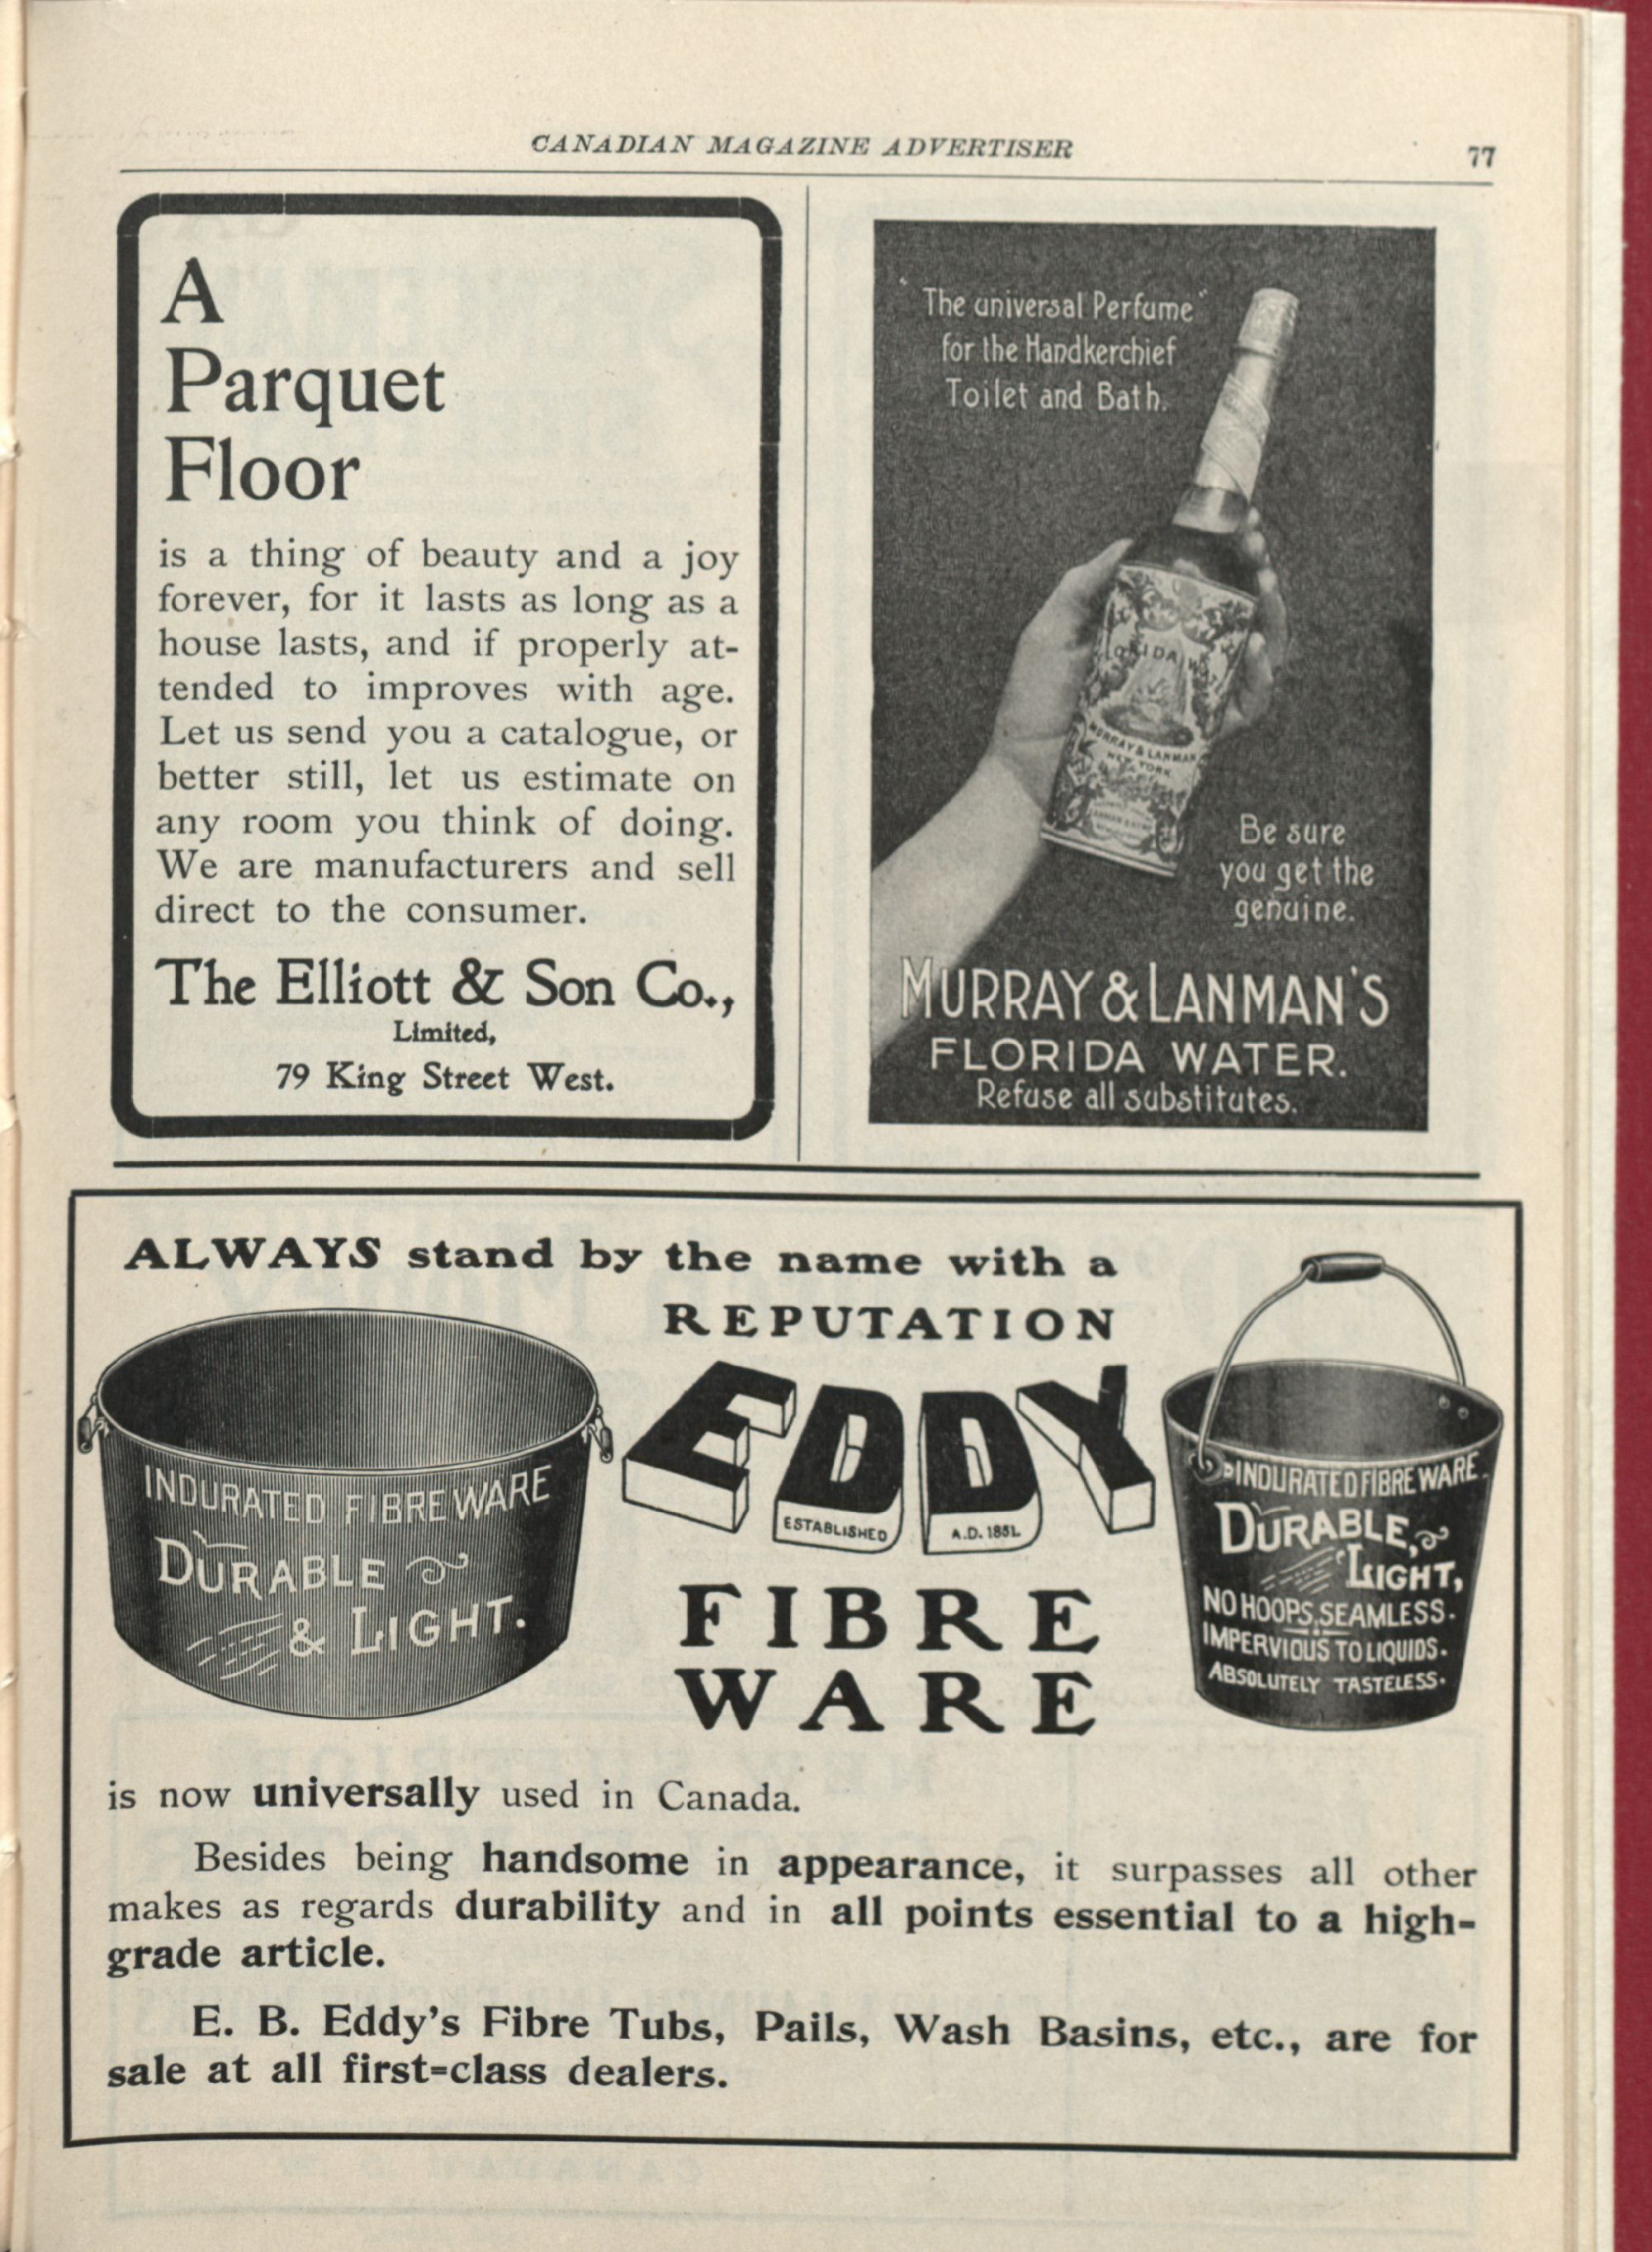 CANADIAN MAGAZINE ADVERTISER
77
A
Parquet
Floor
is a thing of beauty and a joy
forever, for it lasts as long as a
house lasts, and if properly at-
tended to improves with age.
Let us send you a catalogue, or
better still, let us estimate on
any room you think of doing.
We are manufacturers and sell
direct to the consumer.
The Elliott & Son Co.,
Limited,
79 King Street West.
"The universal Perfume"
for the Handkerchief
Toilet and Bath.
MURRAY & LANMAN
NEW YORK
Be sure
you get the
genuine.
MURRAY & LANMAN'S
FLORIDA WATER.
Refuse all substitutes.
ALWAYS stand by the name with a
REPUTATION
INDURATED FIBRE WARE
DURABLE
& LIGHT.
EDDY
ESTABLISHED
A.D. 1851.
FIBRE
WARE
INDURATED FIBRE WARE.
DURABLE,
LIGHT,
NO HOOPS, SEAMLESS.
IMPERVIOUS TO LIQUIDS.
ABSOLUTELY TASTELESS.
is now universally used in Canada.
Besides being handsome in appearance, it surpasses all other
makes as regards durability and in all points essential to a high-
grade article.
E. B. Eddy's Fibre Tubs, Pails, Wash Basins, etc., are for
sale at all first-class dealers.